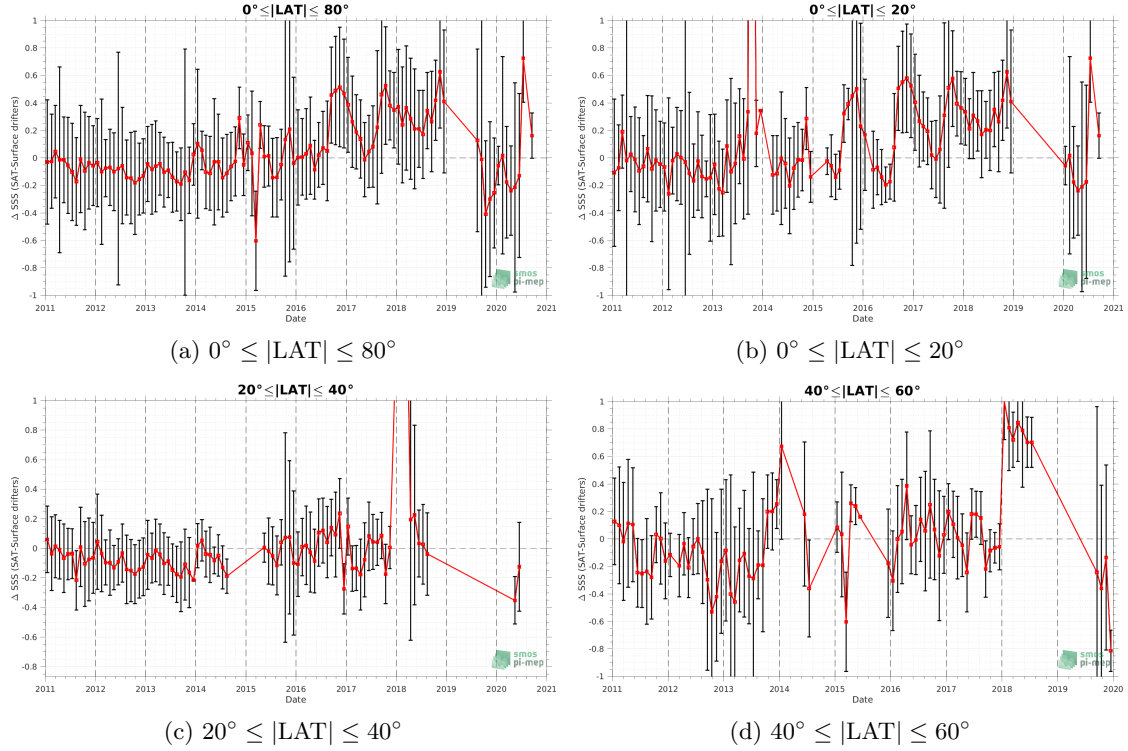 0°≤|LAT|≤ 80°
Δ SSS (SAT-Surface drifters)
1
0.8
0.6
0.4
0.2
0
-0.2
-0.4
-0.6
-0.8
-1
2011 2012 2013 2014 2015 2016 2017 2018 2019 2020 2021
Date
smos
pi-mep
(a) 0° ≤ |LAT| ≤ 80°
0°≤|LAT|≤ 20°
Δ SSS (SAT-Surface drifters)
1
0.8
0.6
0.4
0.2
0
-0.2
-0.4
-0.6
-0.8
-1
2011 2012 2013 2014 2015 2016 2017 2018 2019 2020 2021
Date
smos
pi-mep
(b) 0° ≤ |LAT| ≤ 20°
20°≤|LAT|≤ 40°
Δ SSS (SAT-Surface drifters)
1
0.8
0.6
0.4
0.2
0
-0.2
-0.4
-0.6
-0.8
2011 2012 2013 2014 2015 2016 2017 2018 2019 2020 2021
Date
smos
pi-mep
(c) 20° ≤ |LAT| ≤ 40°
40°≤|LAT|≤ 60°
Δ SSS (SAT-Surface drifters)
1
0.8
0.6
0.4
0.2
0
-0.2
-0.4
-0.6
-0.8
-1
2011 2012 2013 2014 2015 2016 2017 2018 2019 2020
Date
smos
pi-mep
(d) 40° ≤ |LAT| ≤ 60°